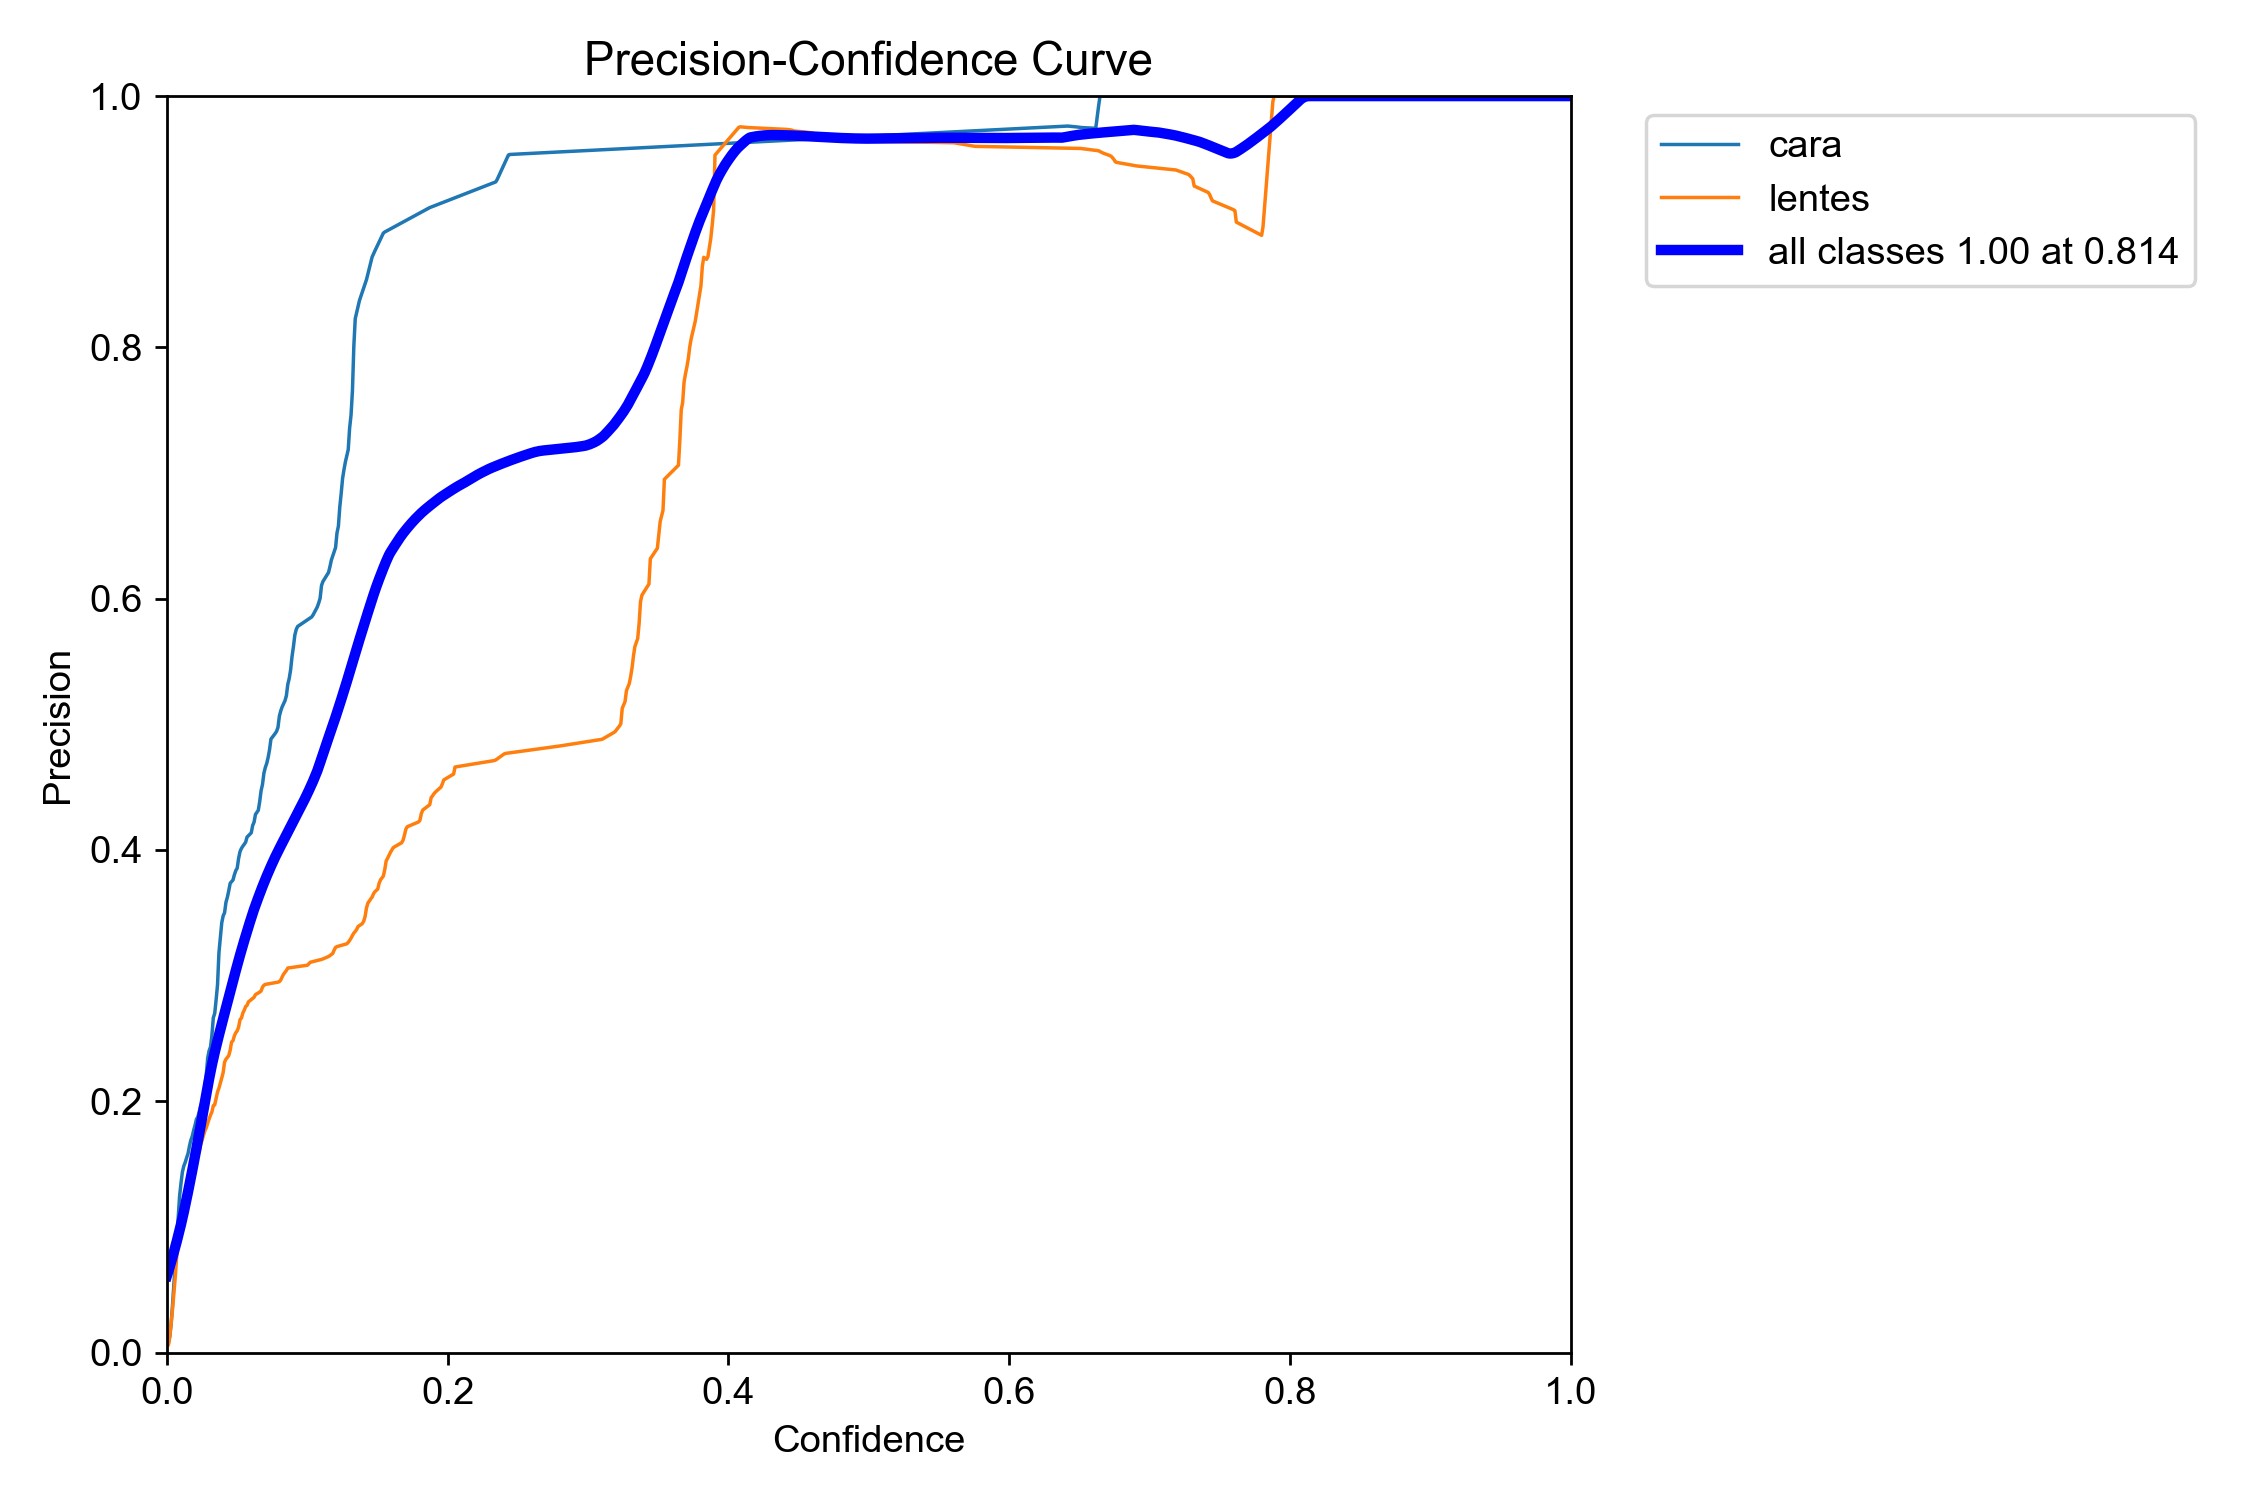 Precision-Confidence Curve
cara
lentes
all classes 1.00 at 0.814
Precision
1.0
0.8
0.6
0.4
0.2
0.0
0.0 0.2 0.4 0.6 0.8 1.0
Confidence